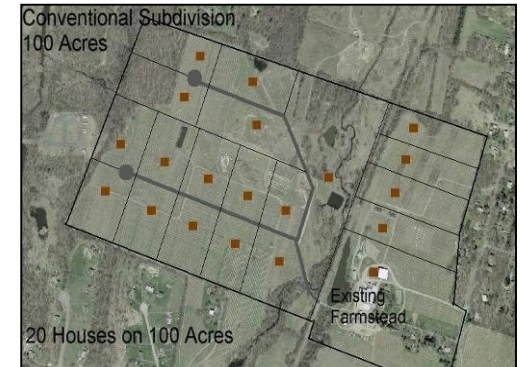 Conventional Subdivision
100 Acres
Existing
Farmstead
20 Houses on 100 Acres